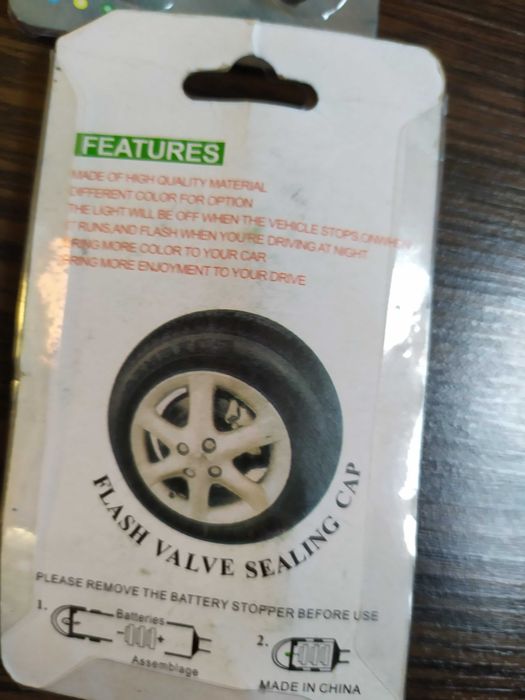 FEATURES
MADE OF HIGH QUALITY MATERIAL
DIFFERENT COLOR FOR OPTION
THE LIGHT WILL BE OFF WHEN THE VEHICLE STOPS,ONWHEN
IT RUNS,AND FLASH WHEN YOU'RE DRIVING AT NIGHT
BRING MORE COLOR TO YOUR CAR
BRING MORE ENJOYMENT TO YOUR DRIVE
FLASH VALVE SEALING CAP
PLEASE REMOVE THE BATTERY STOPPER BEFORE USE
1. Batteries
- +
Assemblage
2.
MADE IN CHINA